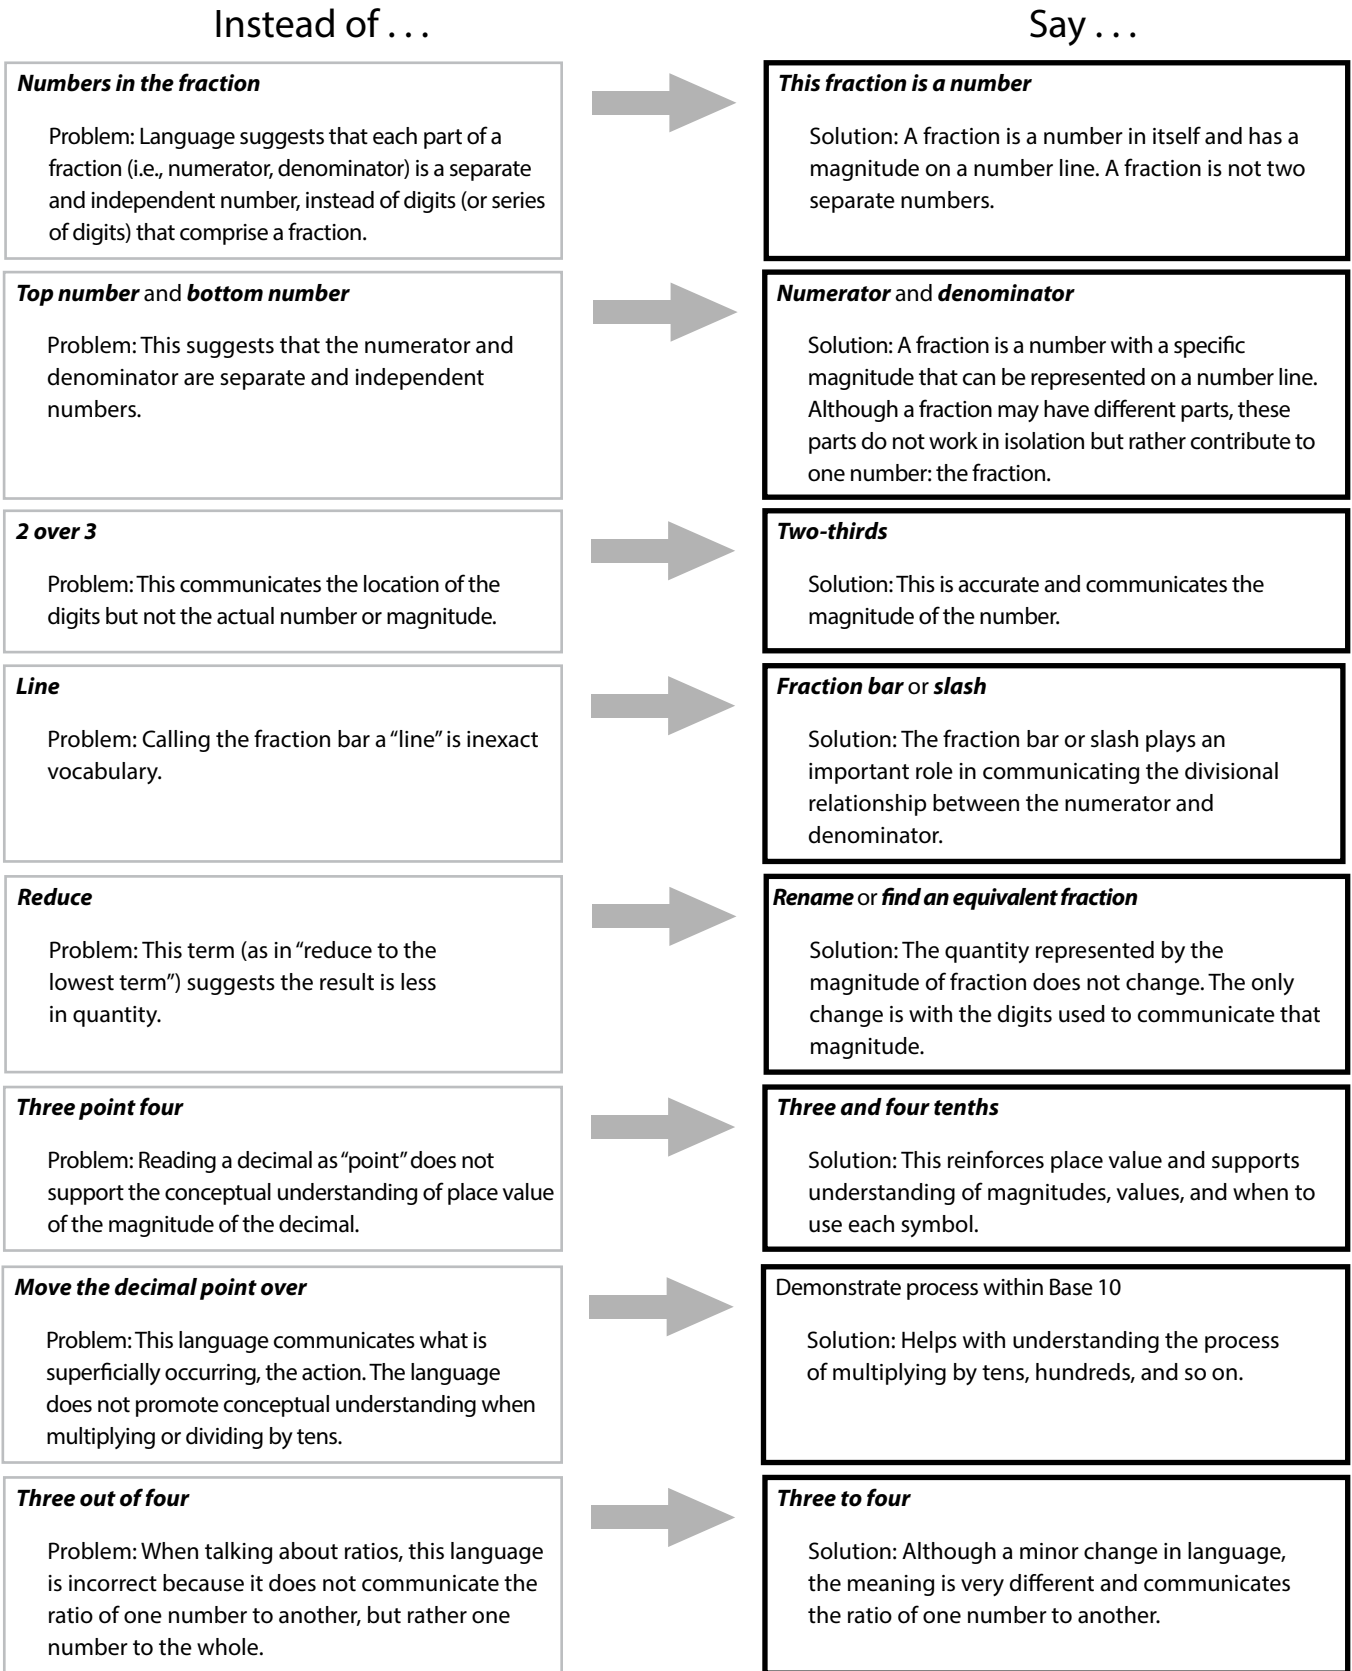 Instead of . . .
Say . . .
Numbers in the fraction
Problem: Language suggests that each part of a
fraction (i.e., numerator, denominator) is a separate
and independent number, instead of digits (or series
of digits) that comprise a fraction.
This fraction is a number
Solution: A fraction is a number in itself and has a
magnitude on a number line. A fraction is not two
separate numbers.
Top number and bottom number
Problem: This suggests that the numerator and
denominator are separate and independent
numbers.
Numerator and denominator
Solution: A fraction is a number with a specific
magnitude that can be represented on a number line.
Although a fraction may have different parts, these
parts do not work in isolation but rather contribute to
one number: the fraction.
2 over 3
Problem: This communicates the location of the
digits but not the actual number or magnitude.
Two-thirds
Solution: This is accurate and communicates the
magnitude of the number.
Line
Problem: Calling the fraction bar a “line” is inexact
vocabulary.
Fraction bar or slash
Solution: The fraction bar or slash plays an
important role in communicating the divisional
relationship between the numerator and
denominator.
Reduce
Problem: This term (as in “reduce to the
lowest term”) suggests the result is less
in quantity.
Rename or find an equivalent fraction
Solution: The quantity represented by the
magnitude of fraction does not change. The only
change is with the digits used to communicate that
magnitude.
Three point four
Problem: Reading a decimal as “point” does not
support the conceptual understanding of place value
of the magnitude of the decimal.
Three and four tenths
Solution: This reinforces place value and supports
understanding of magnitudes, values, and when to
use each symbol.
Move the decimal point over
Problem: This language communicates what is
superficially occurring, the action. The language
does not promote conceptual understanding when
multiplying or dividing by tens.
Demonstrate process within Base 10
Solution: Helps with understanding the process
of multiplying by tens, hundreds, and so on.
Three out of four
Problem: When talking about ratios, this language
is incorrect because it does not communicate the
ratio of one number to another, but rather one
number to the whole.
Three to four
Solution: Although a minor change in language,
the meaning is very different and communicates
the ratio of one number to another.